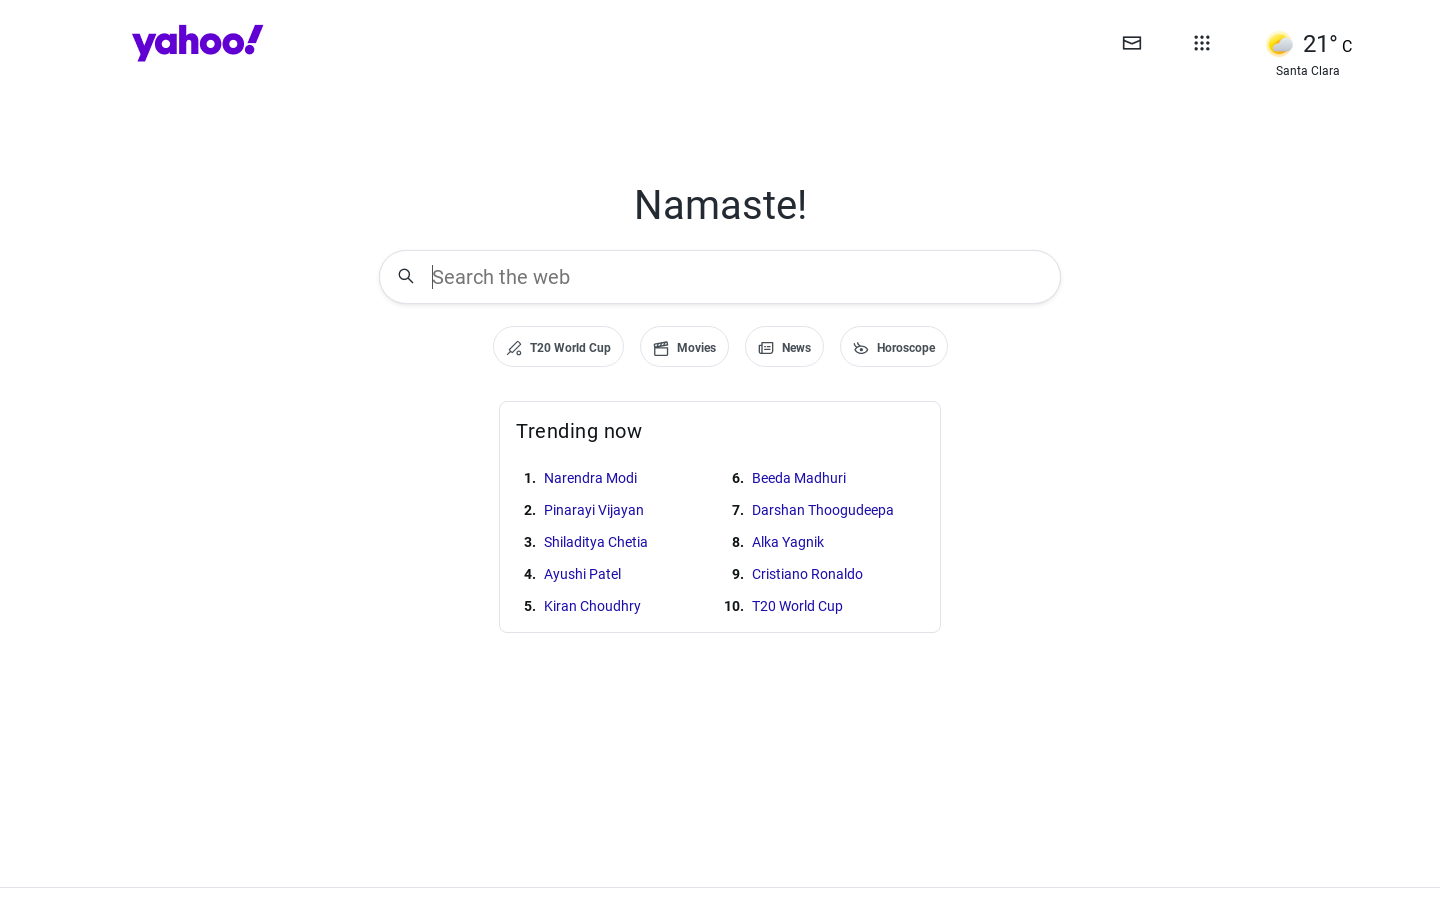 yahoo!
21° C
Santa Clara
Namaste!
Search the web
T20 World Cup
Movies
News
Horoscope
Trending now
1. Narendra Modi
2. Pinarayi Vijayan
3. Shiladitya Chetia
4. Ayushi Patel
5. Kiran Choudhry
6. Beeda Madhuri
7. Darshan Thoogudeepa
8. Alka Yagnik
9. Cristiano Ronaldo
10. T20 World Cup